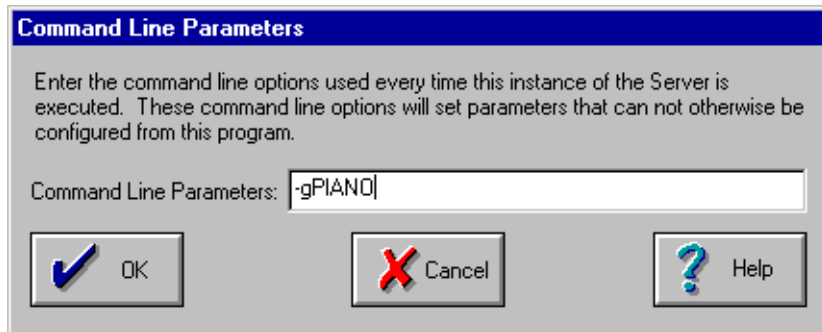 Command Line Parameters
Enter the command line options used every time this instance of the Server is
executed.  These command line options will set parameters that can not otherwise be
configured from this program.
Command Line Parameters: -gPIANO
OK Cancel Help